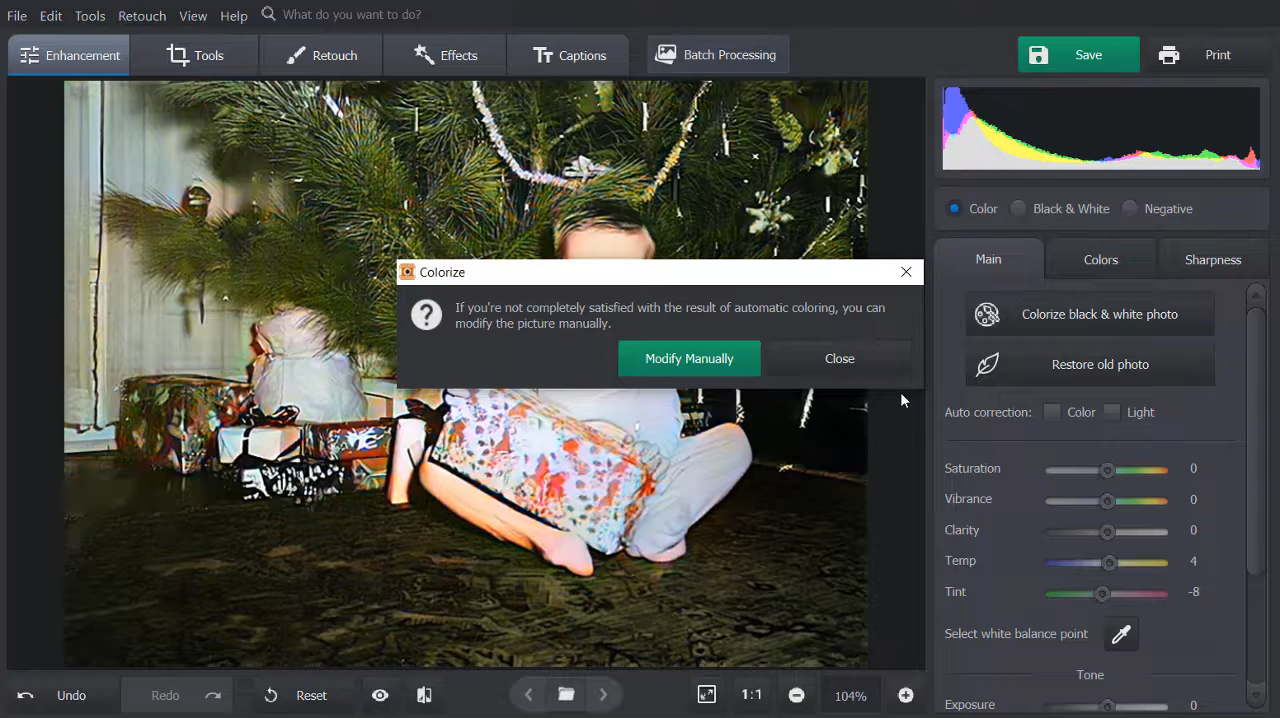 File Edit Tools Retouch View Help What do you want to do?
Enhancement Tools Retouch Effects Captions Batch Processing Save Print
Color Black & White Negative
Main Colors Sharpness
Colorize
If you're not completely satisfied with the result of automatic coloring, you can
modify the picture manually.
Modify Manually Close
Colorize black & white photo
Restore old photo
Auto correction: Color Light
Saturation 0
Vibrance 0
Clarity 0
Temp 4
Tint -8
Select white balance point
Tone
Exposure 0
Undo Redo Reset 1:1 104%